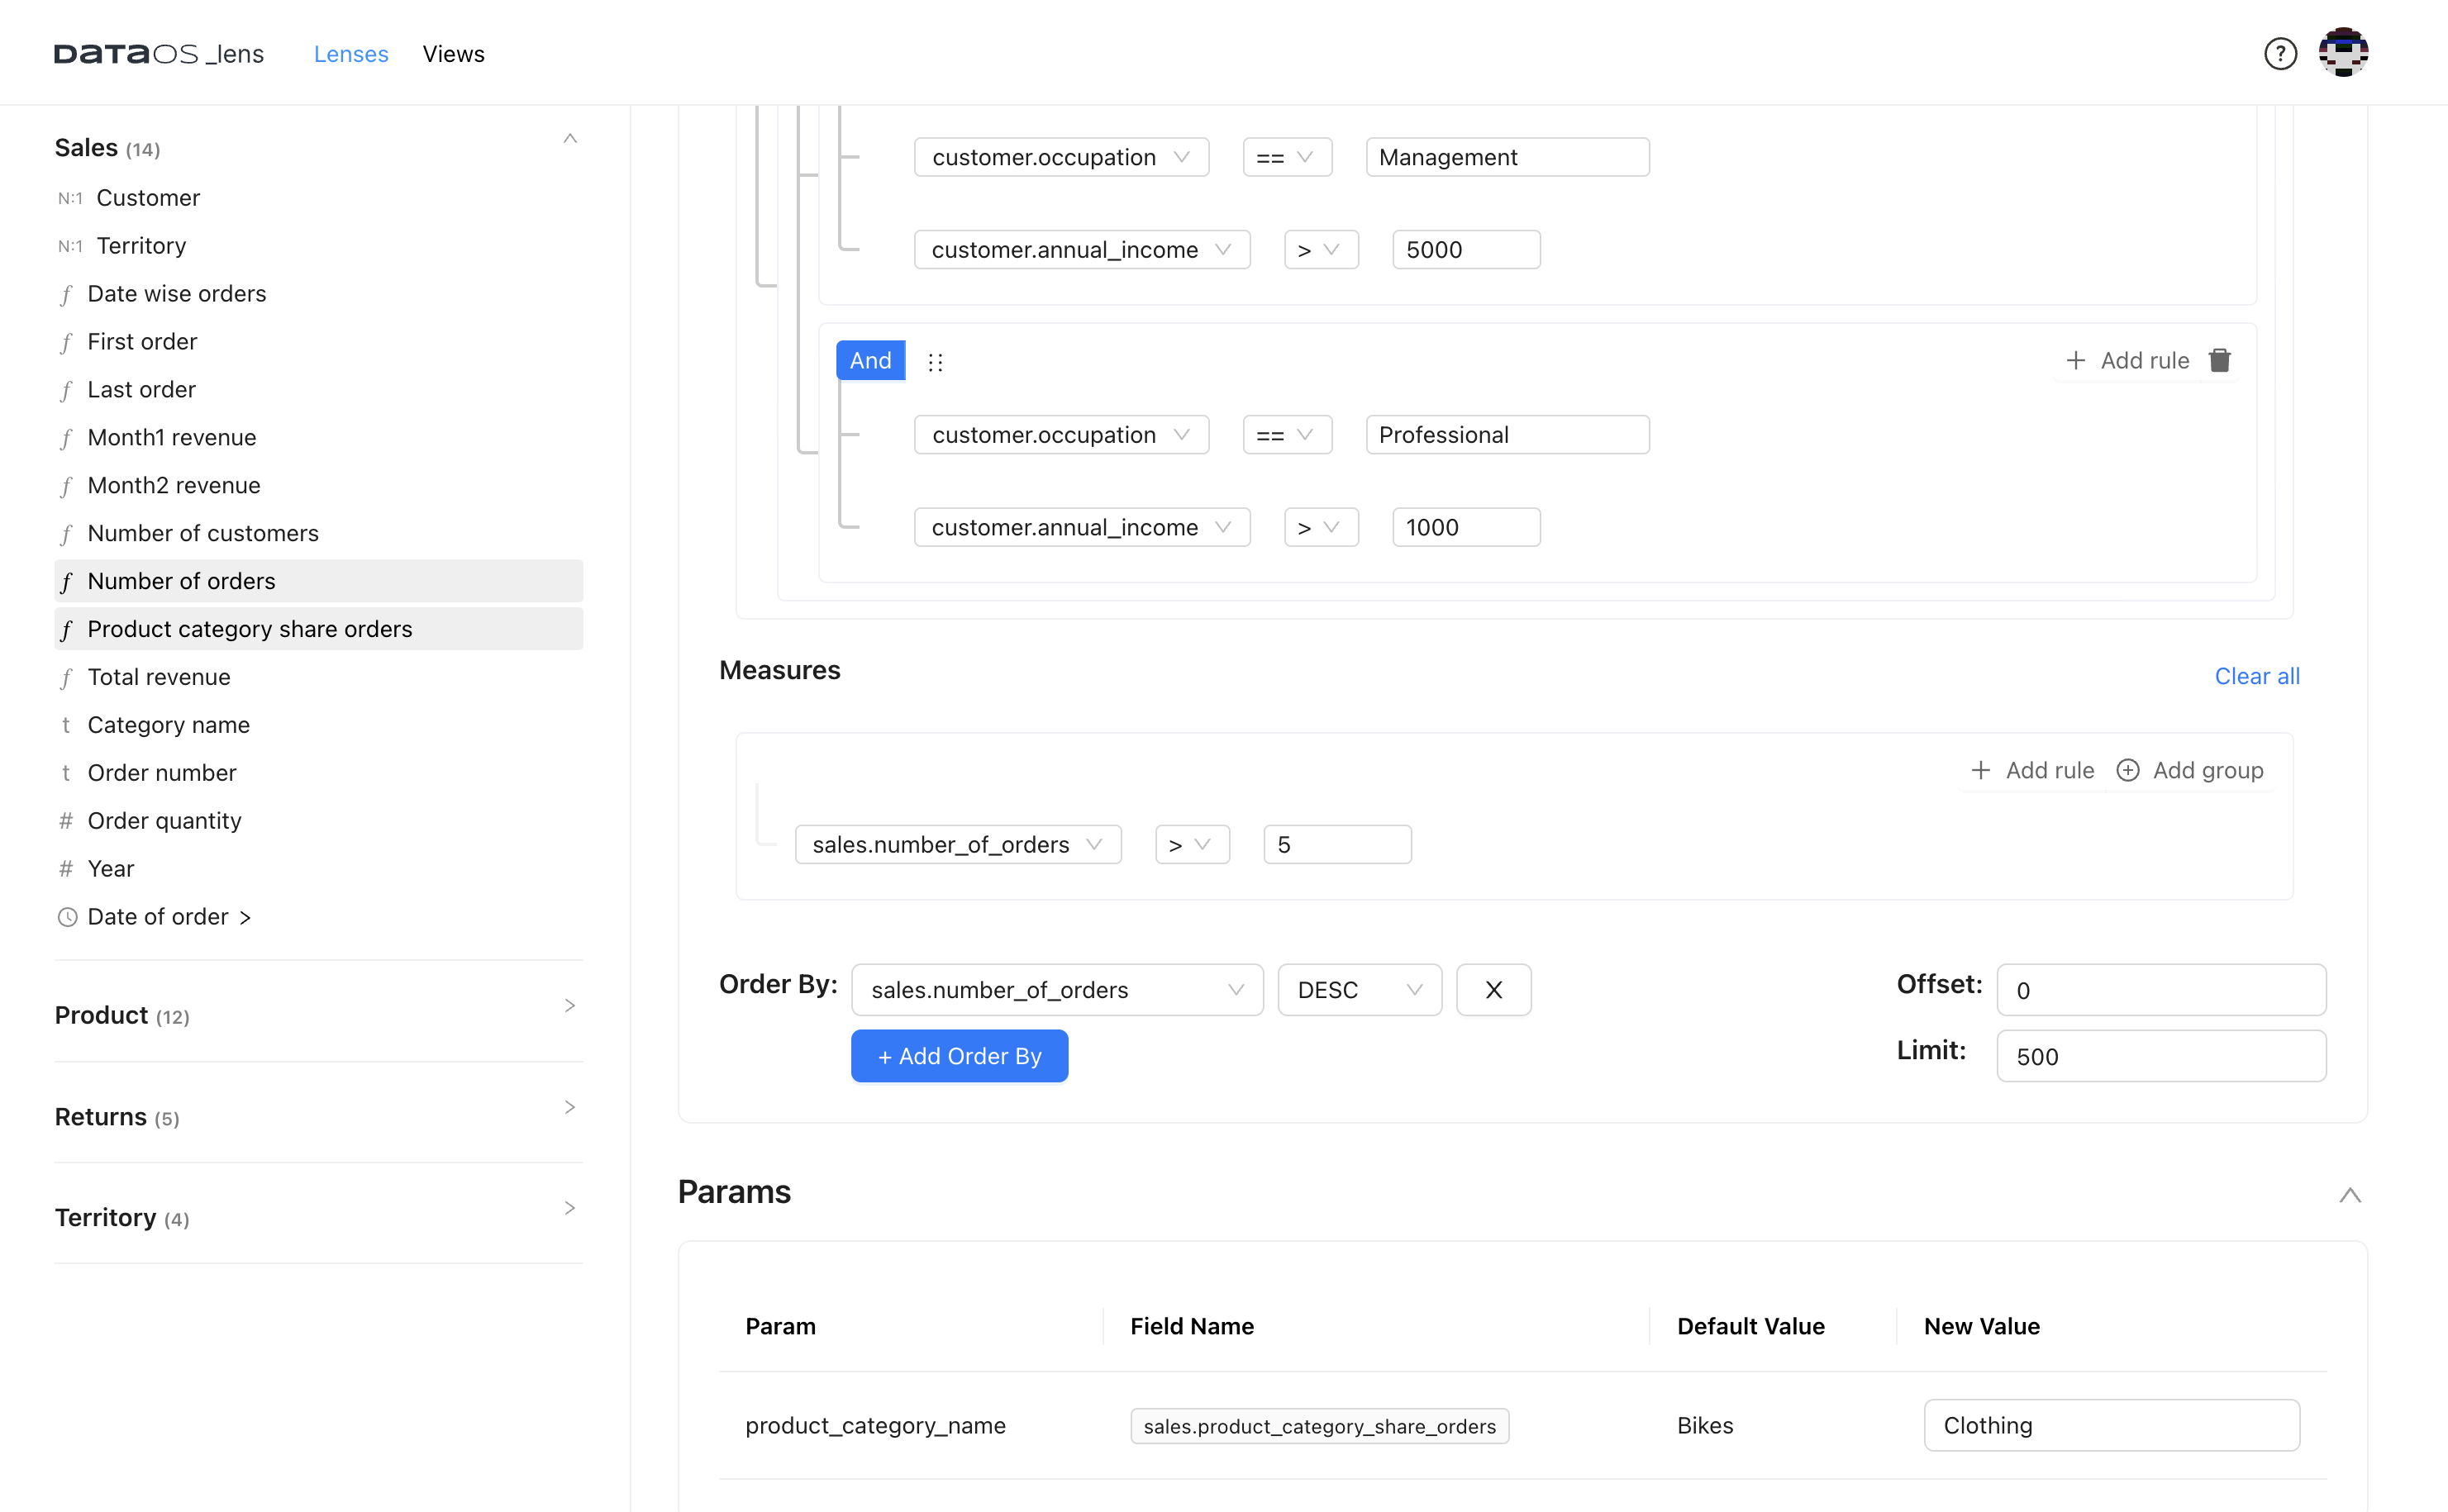 DATAOS _lens
Lenses
Views
?
Sales (14)
N:1 Customer
N:1 Territory
f Date wise orders
f First order
f Last order
f Month1 revenue
f Month2 revenue
f Number of customers
f Number of orders
f Product category share orders
f Total revenue
t Category name
t Order number
# Order quantity
# Year
Date of order >
Product (12)
Returns (5)
Territory (4)
customer.occupation == Management
customer.annual_income > 5000
And
+ Add rule
customer.occupation == Professional
customer.annual_income > 1000
Measures
Clear all
+ Add rule
Add group
sales.number_of_orders > 5
Order By: sales.number_of_orders DESC X
+ Add Order By
Offset: 0
Limit: 500
Params
Param Field Name Default Value New Value
product_category_name sales.product_category_share_orders Bikes Clothing